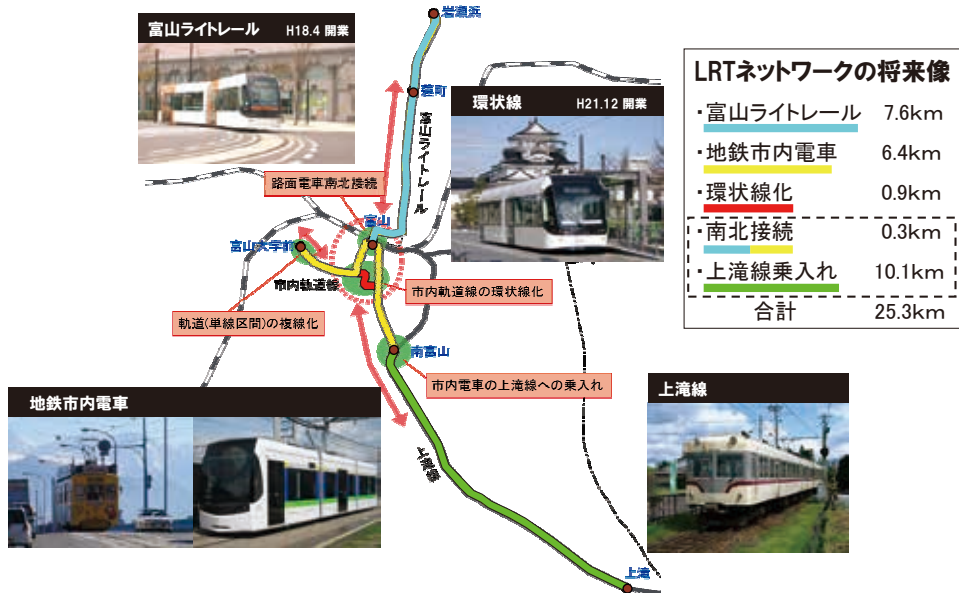 富山ライトレール H18.4 開業
岩瀬浜
蓮町
富山ライトレール
環状線 H21.12 開業
路面電車南北接続
富山
富山大学前
市内軌道線
市内軌道線の環状線化
軌道(単線区間)の複線化
南富山
市内電車の上滝線への乗入れ
地鉄市内電車
上滝線
上滝線
上滝
LRTネットワークの将来像
・富山ライトレール 7.6km
・地鉄市内電車 6.4km
・環状線化 0.9km
・南北接続 0.3km
・上滝線乗入れ 10.1km
合計 25.3km